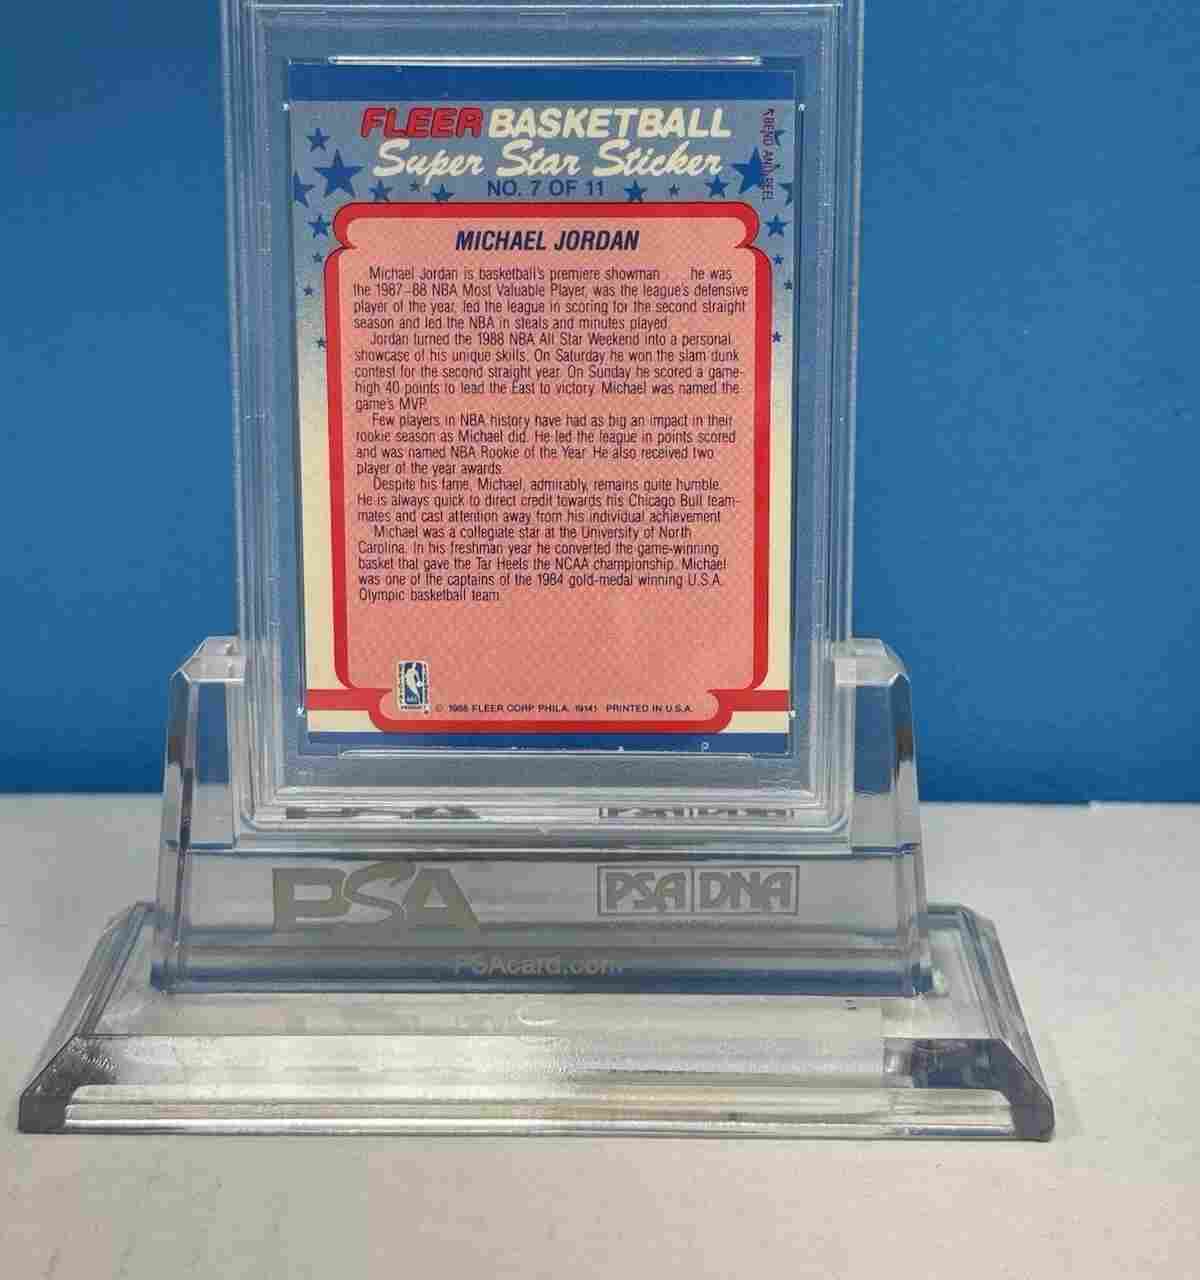 FLEER BASKETBALL
Super Star Sticker
NO. 7 OF 11
BEND AND PEEL
MICHAEL JORDAN
Michael Jordan is basketball's premiere showman . . . he was
the 1987-88 NBA Most Valuable Player, was the league's defensive
player of the year, led the league in scoring for the second straight
season and led the NBA in steals and minutes played.
Jordan turned the 1988 NBA All Star Weekend into a personal
showcase of his unique skills. On Saturday he won the slam dunk
contest for the second straight year. On Sunday he scored a game-
high 40 points to lead the East to victory. Michael was named the
game's MVP.
Few players in NBA history have had as big an impact in their
rookie season as Michael did. He led the league in points scored
and was named NBA Rookie of the Year. He also received two
player of the year awards.
Despite his fame, Michael, admirably, remains quite humble.
He is always quick to direct credit towards his Chicago Bull team-
mates and cast attention away from his individual achievement.
Michael was a collegiate star at the University of North
Carolina. In his freshman year he converted the game-winning
basket that gave the Tar Heels the NCAA championship. Michael
was one of the captains of the 1984 gold-medal winning U.S.A.
Olympic basketball team.
© 1988 FLEER CORP. PHILA. 19141 PRINTED IN U.S.A.
P
PSA PSA DNA
PSAcard.com